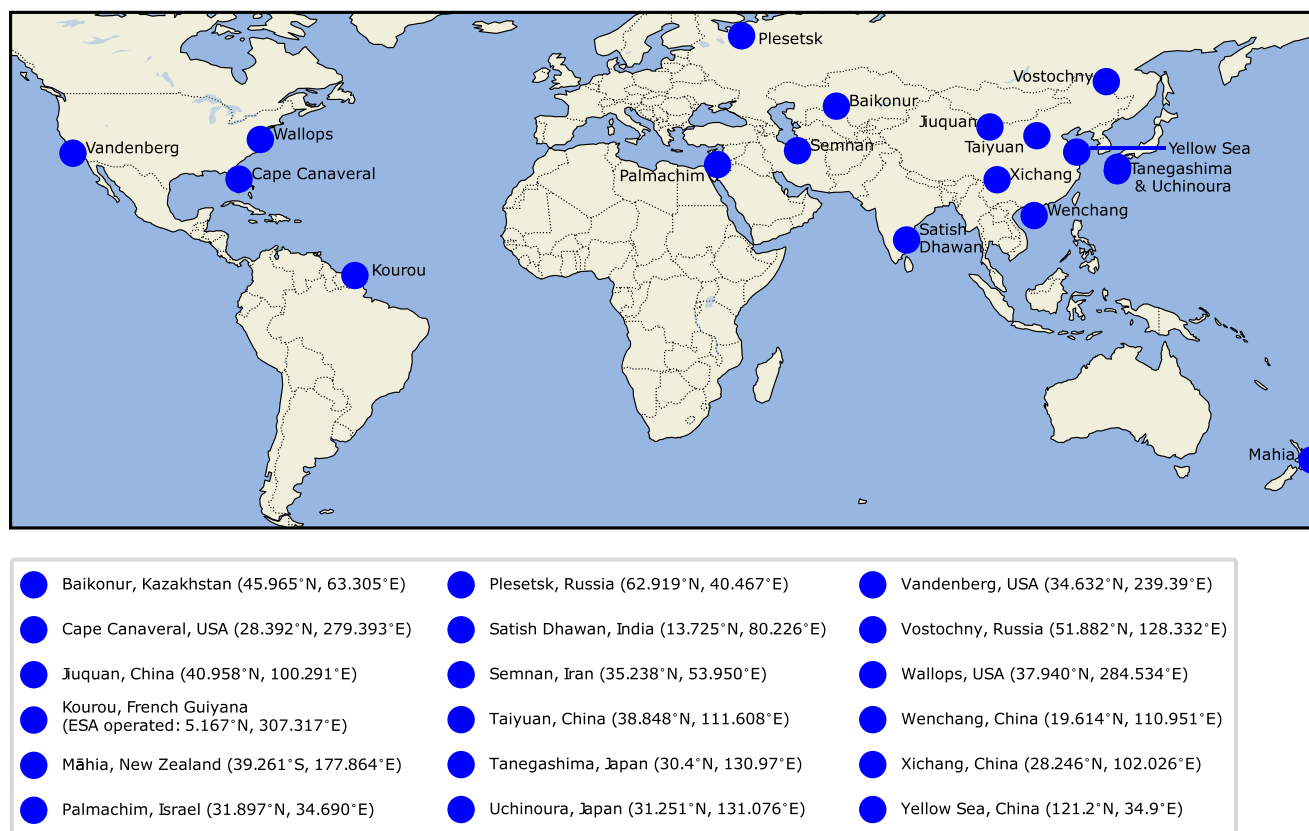 Plesetsk
Vostochny
Baikonur
Jiuquan
Wallops
Taiyuan
Semnan
Yellow Sea
Vandenberg
Palmachim
Cape Canaveral
Xichang
Tanegashima
& Uchinoura
Wenchang
Satish
Dhawan
Kourou
Mahia
Baikonur, Kazakhstan (45.965°N, 63.305°E)
Cape Canaveral, USA (28.392°N, 279.393°E)
Jiuquan, China (40.958°N, 100.291°E)
Kourou, French Guiyana
(ESA operated: 5.167°N, 307.317°E)
Māhia, New Zealand (39.261°S, 177.864°E)
Palmachim, Israel (31.897°N, 34.690°E)
Plesetsk, Russia (62.919°N, 40.467°E)
Satish Dhawan, India (13.725°N, 80.226°E)
Semnan, Iran (35.238°N, 53.950°E)
Taiyuan, China (38.848°N, 111.608°E)
Tanegashima, Japan (30.4°N, 130.97°E)
Uchinoura, Japan (31.251°N, 131.076°E)
Vandenberg, USA (34.632°N, 239.39°E)
Vostochny, Russia (51.882°N, 128.332°E)
Wallops, USA (37.940°N, 284.534°E)
Wenchang, China (19.614°N, 110.951°E)
Xichang, China (28.246°N, 102.026°E)
Yellow Sea, China (121.2°N, 34.9°E)